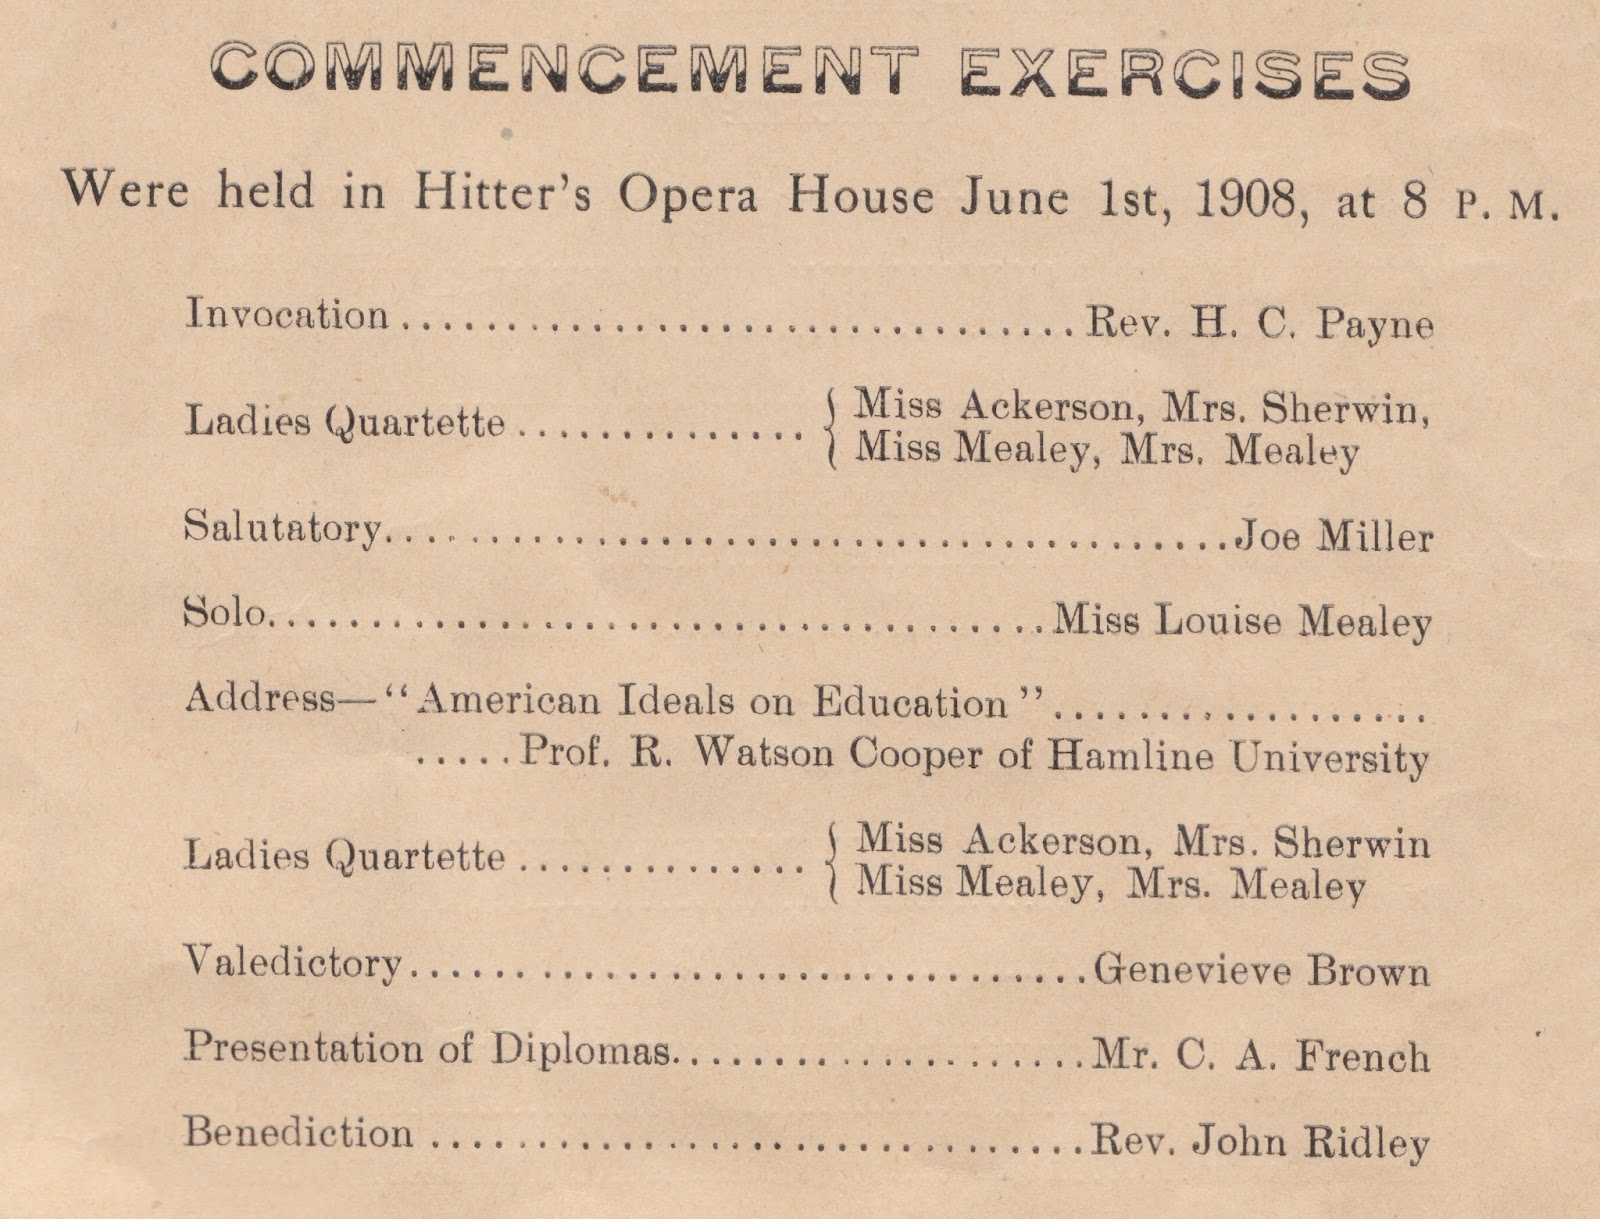 COMMENCEMENT EXERCISES
Were held in Hitter's Opera House June 1st, 1908, at 8 P. M.
Invocation................................Rev. H. C. Payne
Ladies Quartette.............. { Miss Ackerson, Mrs. Sherwin,
{ Miss Mealey, Mrs. Mealey
Salutatory........................................Joe Miller
Solo.....................................Miss Louise Mealey
Address—"American Ideals on Education"..................
.....Prof. R. Watson Cooper of Hamline University
Ladies Quartette.............. { Miss Ackerson, Mrs. Sherwin
{ Miss Mealey, Mrs. Mealey
Valedictory................................Genevieve Brown
Presentation of Diplomas....................Mr. C. A. French
Benediction................................Rev. John Ridley